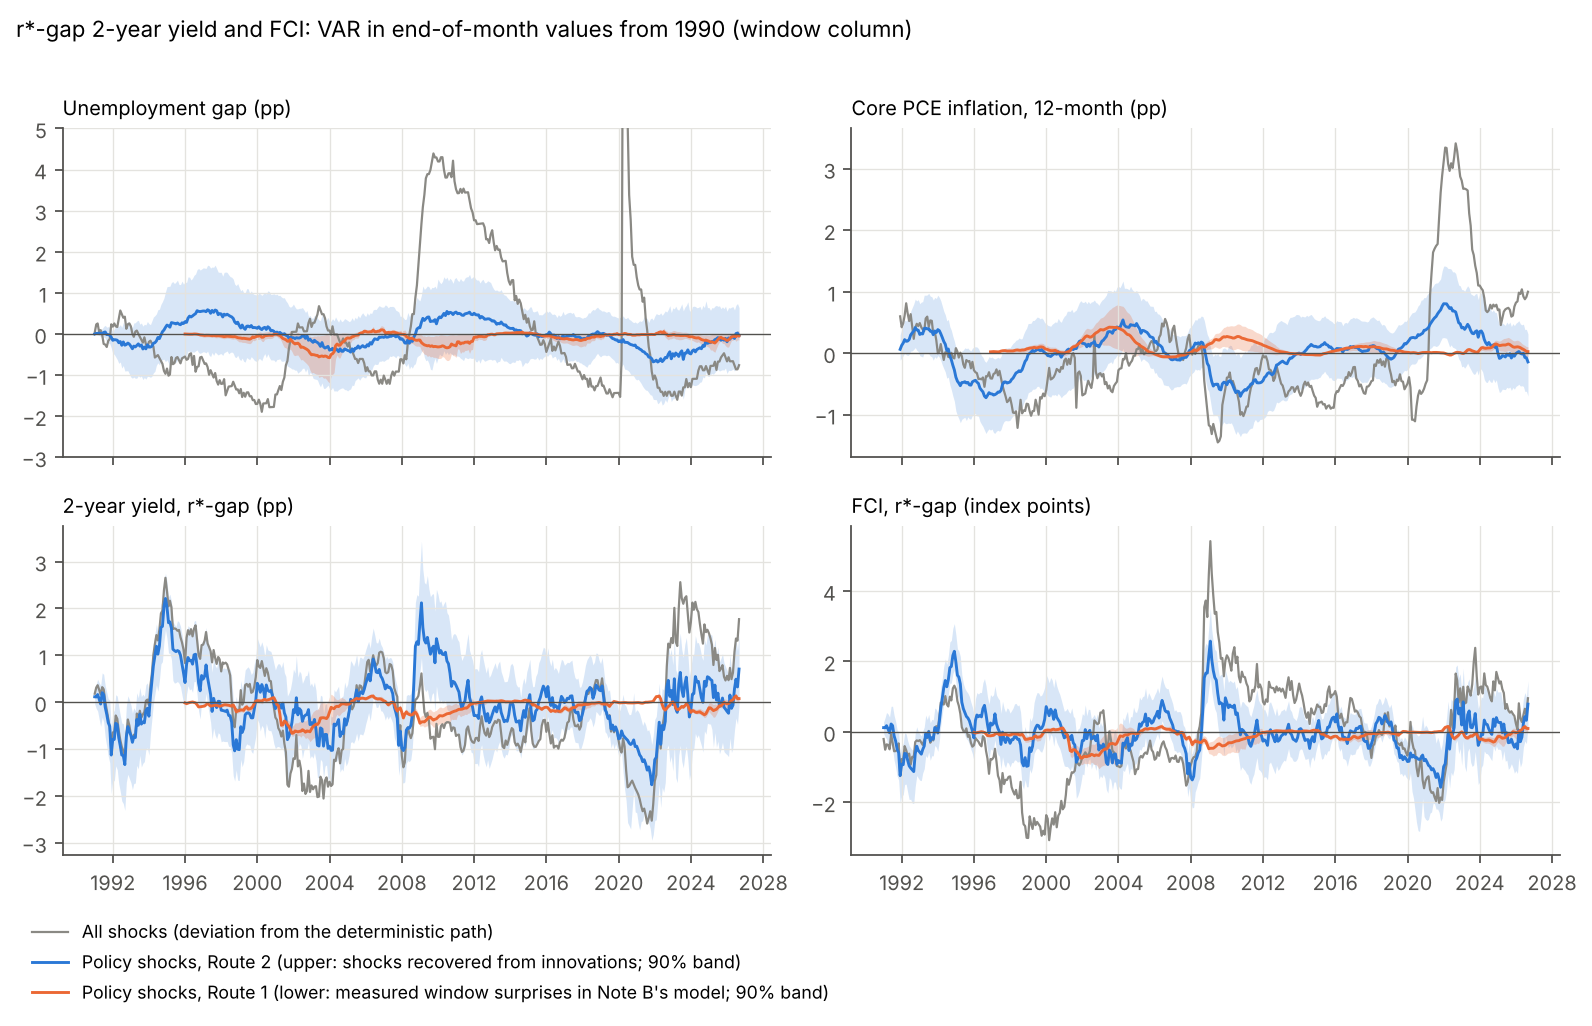 r*-gap 2-year yield and FCI: VAR in end-of-month values from 1990 (window column)
Unemployment gap (pp)
5
4
3
2
1
0
−1
−2
−3
Core PCE inflation, 12-month (pp)
3
2
1
0
−1
2-year yield, r*-gap (pp)
3
2
1
0
−1
−2
−3
1992 1996 2000 2004 2008 2012 2016 2020 2024 2028
FCI, r*-gap (index points)
4
2
0
−2
1992 1996 2000 2004 2008 2012 2016 2020 2024 2028
All shocks (deviation from the deterministic path)
Policy shocks, Route 2 (upper: shocks recovered from innovations; 90% band)
Policy shocks, Route 1 (lower: measured window surprises in Note B's model; 90% band)